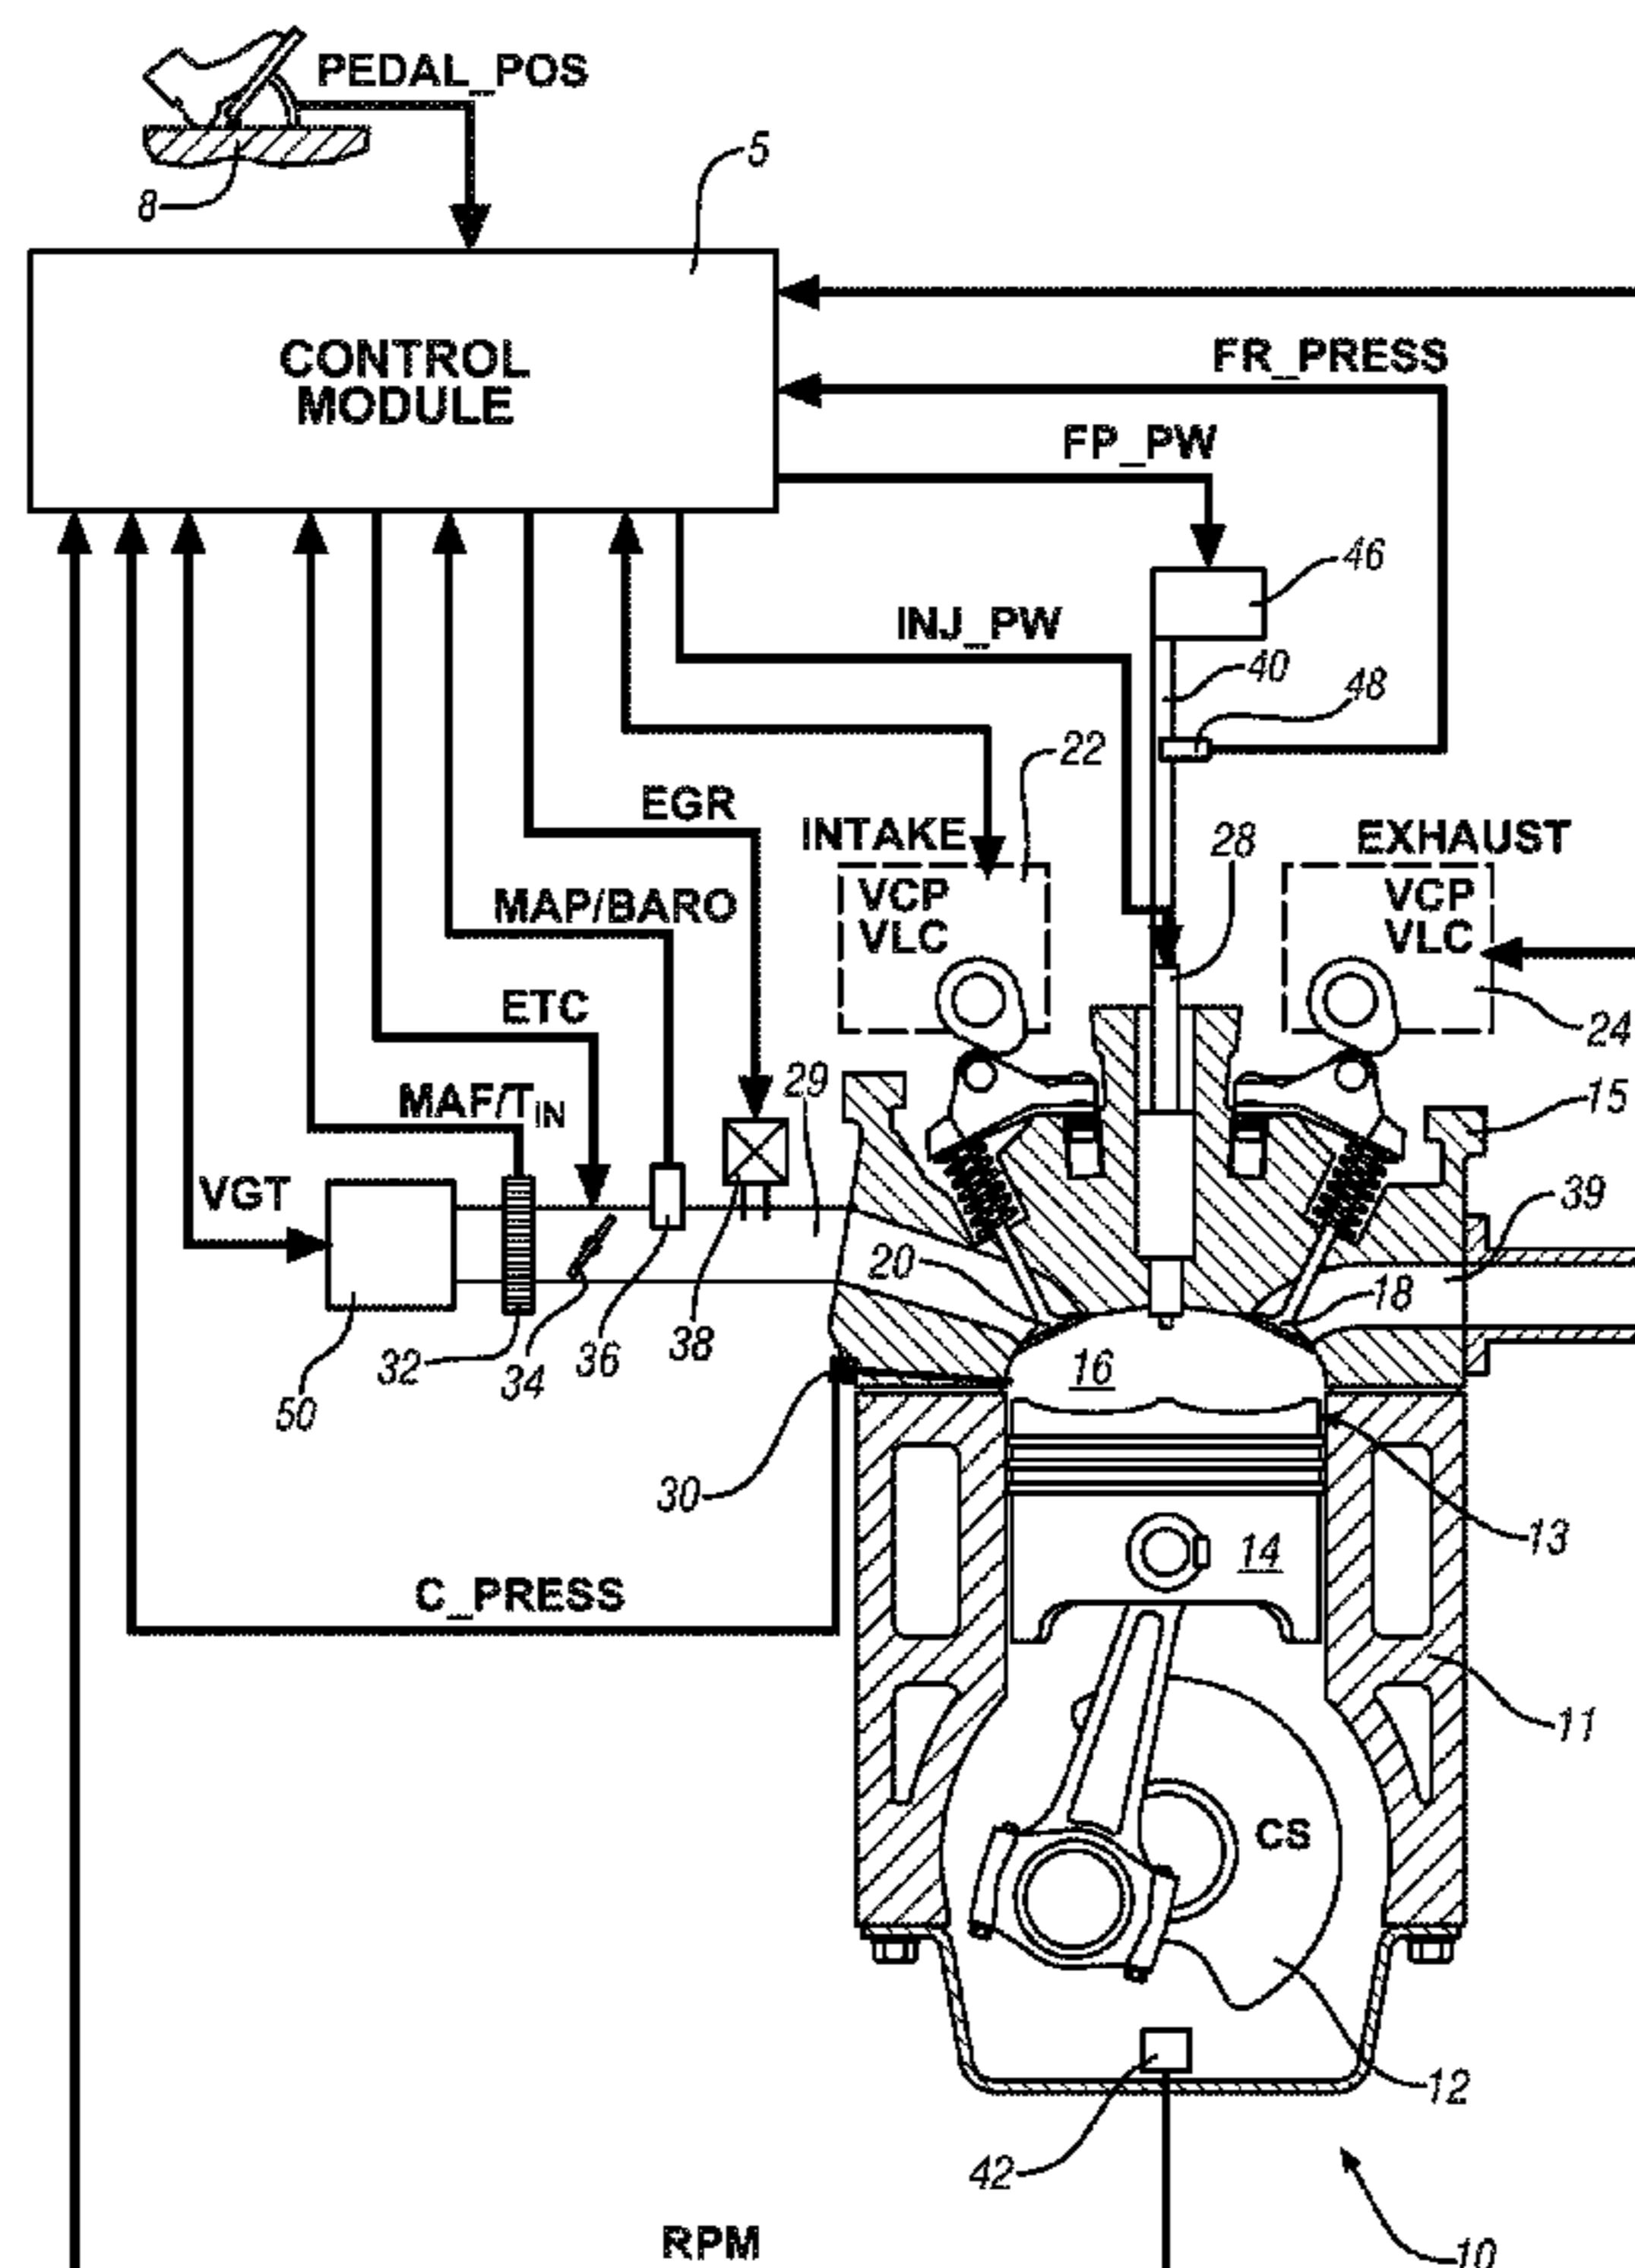 PEDAL_POS
5
8
CONTROL
MODULE
FR_PRESS
FP_PW
46
INJ_PW
40
48
22
EGR
INTAKE
28
EXHAUST
VCP
VLC
VCP
VLC
MAP/BARO
ETC
24
29
15
MAF/TIN
VGT
39
20
18
38
36
32
34
16
50
30
13
14
C_PRESS
11
CS
12
42
RPM
10